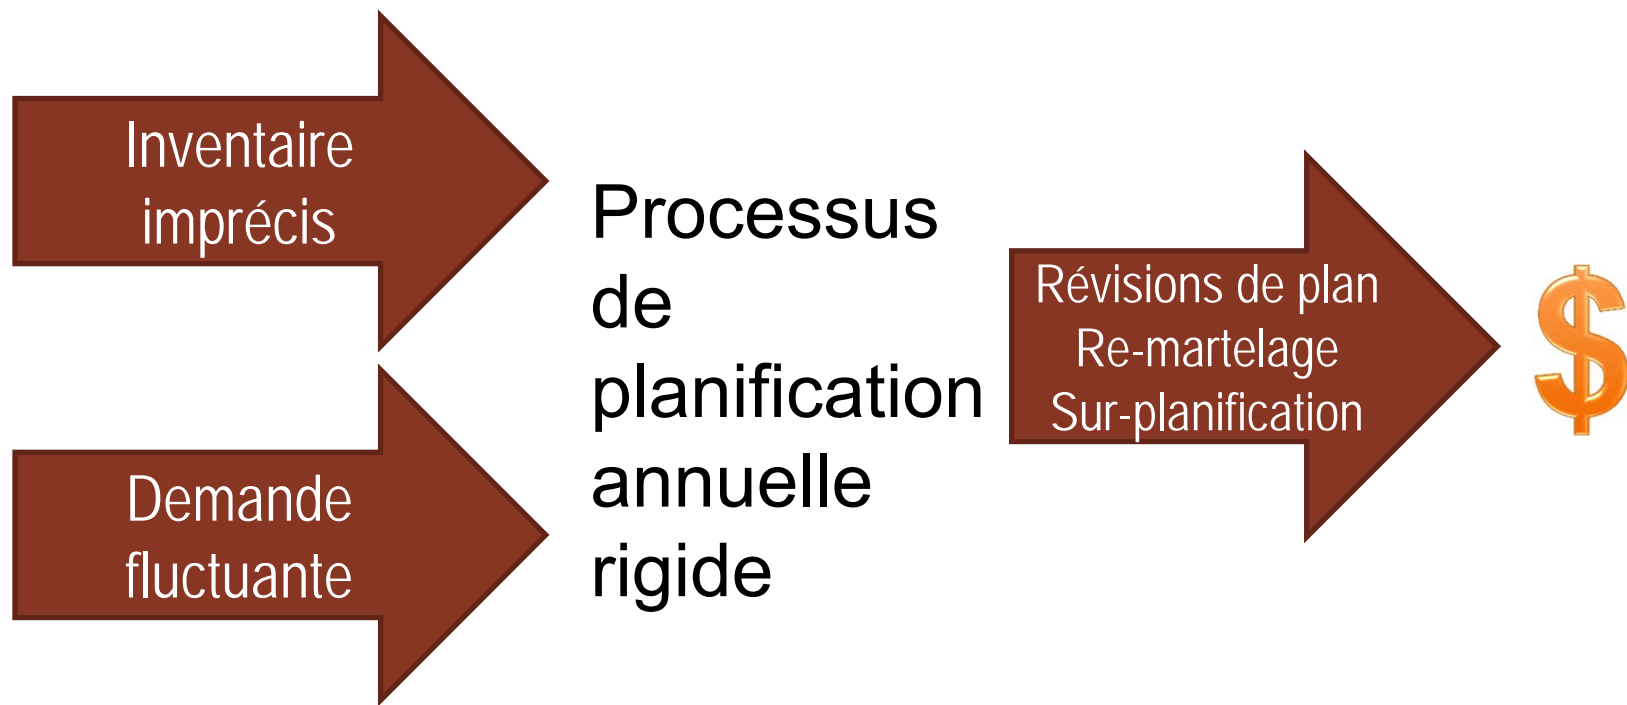 Inventaire
imprécis
Demande
fluctuante
Processus
de
planification
annuelle
rigide
Révisions de plan
Re-martelage
Sur-planification
$